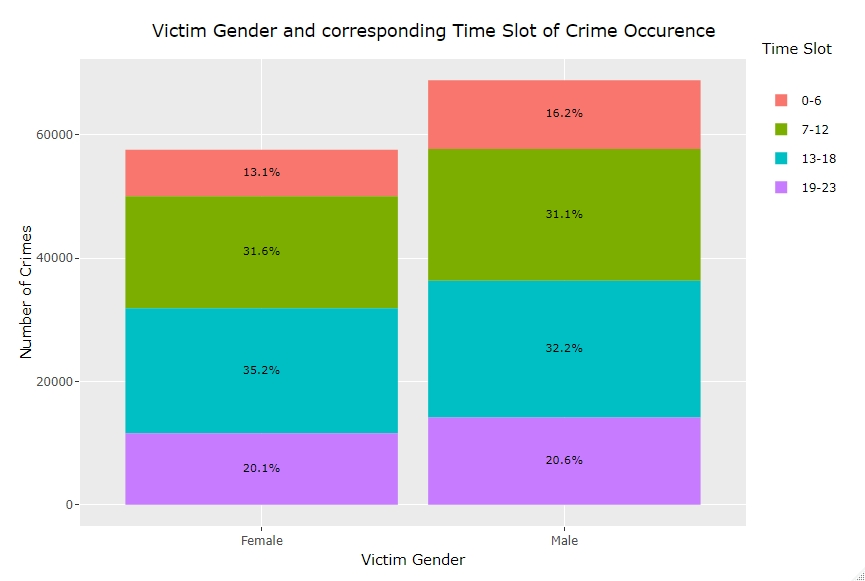 Victim Gender and corresponding Time Slot of Crime Occurence
Time Slot
0-6
7-12
13-18
19-23
Number of Crimes
60000
40000
20000
0
13.1%
31.6%
35.2%
20.1%
16.2%
31.1%
32.2%
20.6%
Female
Male
Victim Gender